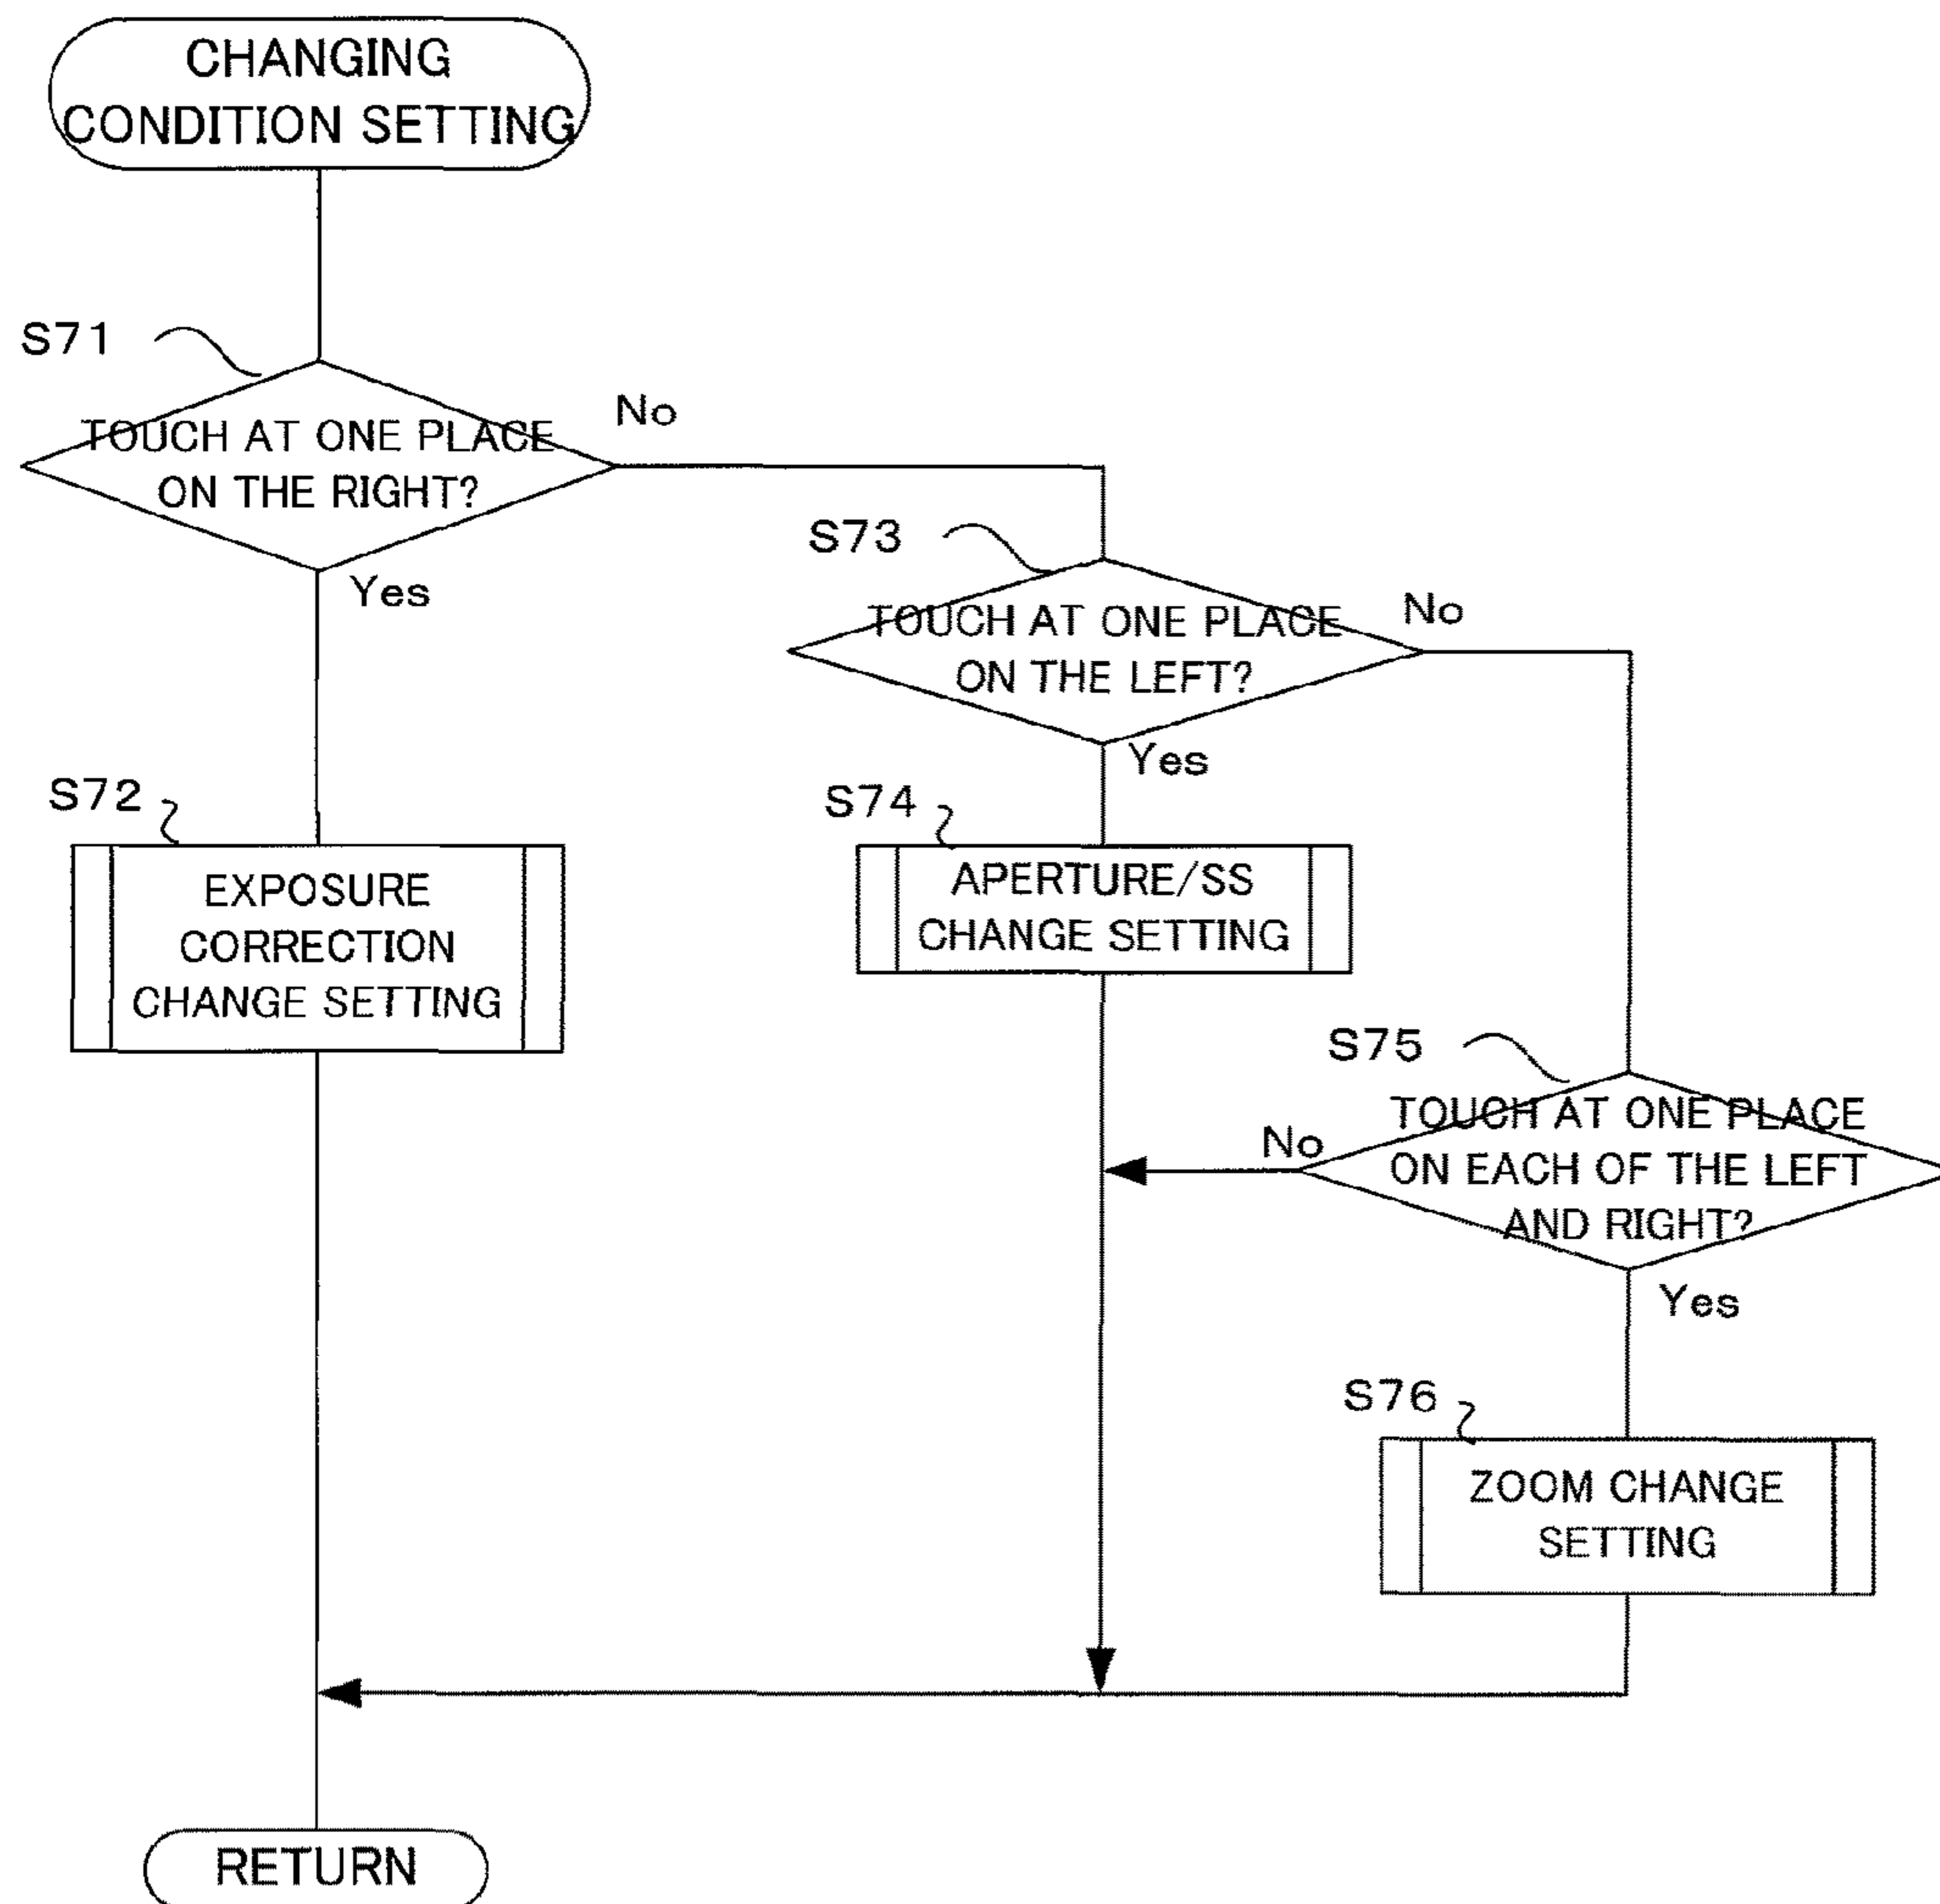 CHANGING
CONDITION SETTING
S71
TOUCH AT ONE PLACE
ON THE RIGHT?
No
Yes
S73
TOUCH AT ONE PLACE
ON THE LEFT?
No
Yes
S72
EXPOSURE
CORRECTION
CHANGE SETTING
S74
APERTURE/SS
CHANGE SETTING
S75
TOUCH AT ONE PLACE
ON EACH OF THE LEFT
AND RIGHT?
No
Yes
S76
ZOOM CHANGE
SETTING
RETURN